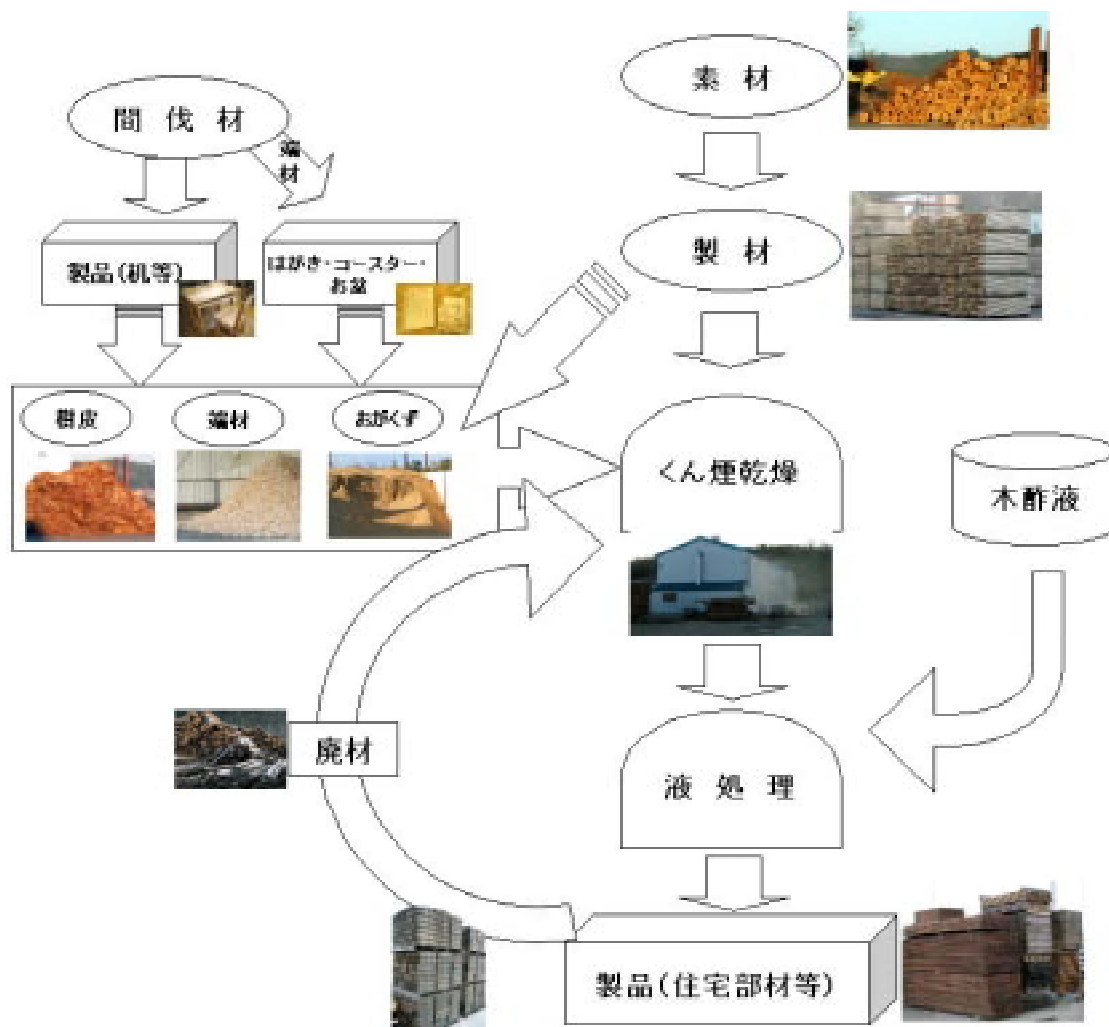 素 材
間 伐 材
端
材
製 材
製品(机等)
はがき・コースター・
お盆
樹皮
端材
おがくず
くん煙乾燥
木酢液
廃材
液 処 理
製品(住宅部材等)